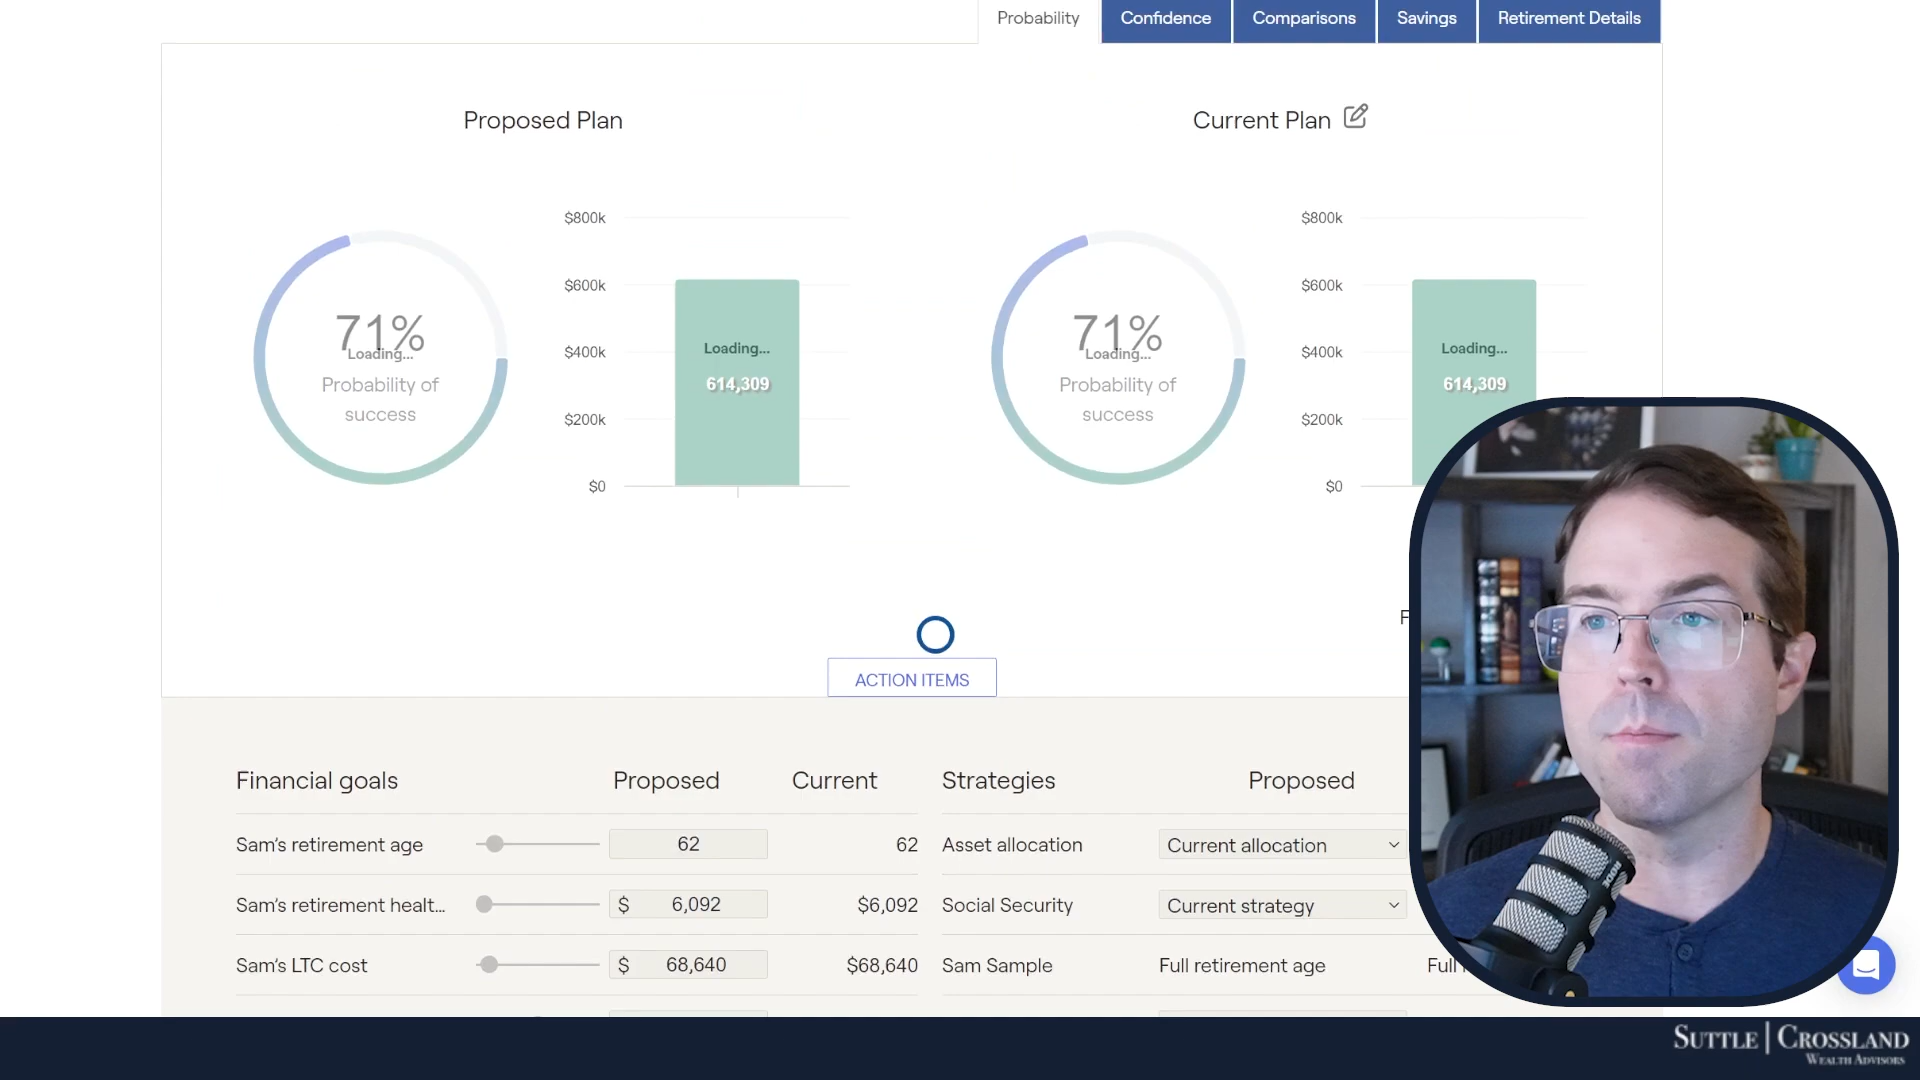 Probability
Confidence
Comparisons
Savings
Retirement Details
Proposed Plan
Current Plan
$800k
$600k
$400k
$200k
$0
71%
Loading...
Probability of
success
Loading...
614,309
$800k
$600k
$400k
$200k
$0
71%
Loading...
Probability of
success
Loading...
614,309
F
ACTION ITEMS
Financial goals Proposed Current
Sam's retirement age 62 62
Sam's retirement healt... $ 6,092 $6,092
Sam's LTC cost $ 68,640 $68,640
Strategies Proposed
Asset allocation Current allocation
Social Security Current strategy
Sam Sample Full retirement age Full
RODE
SUTTLE | CROSSLAND
WEALTH ADVISORS